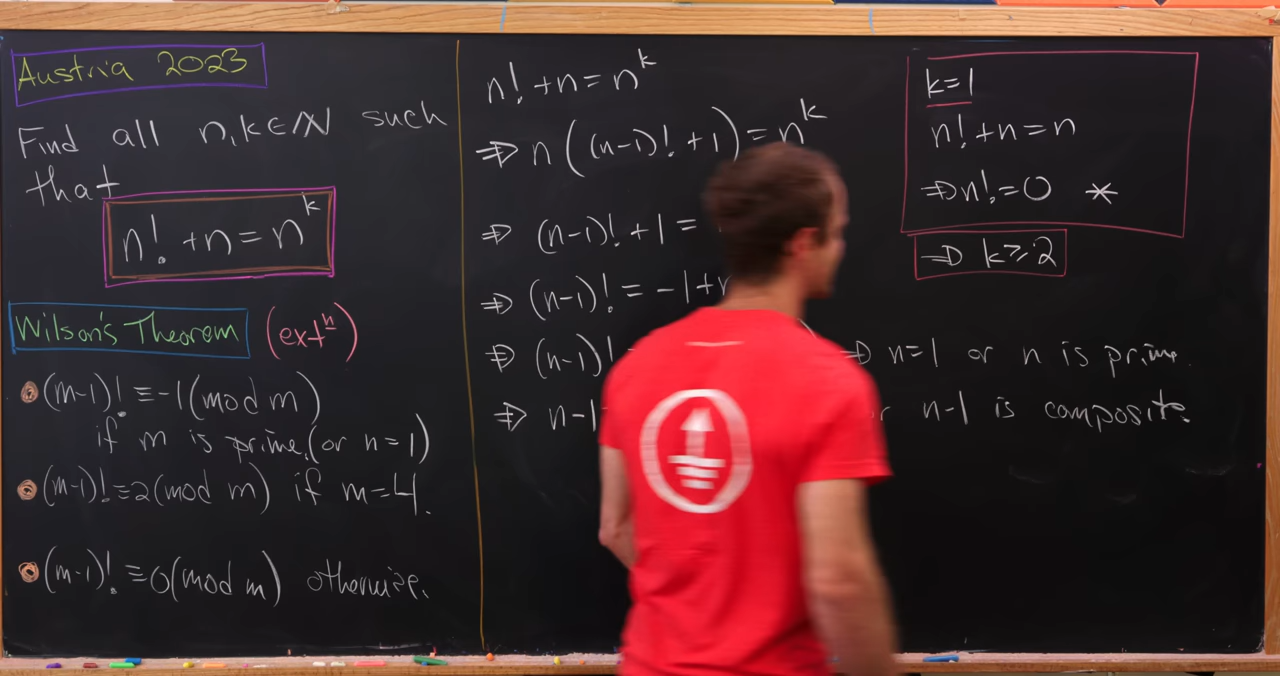 Austria 2023
Find all n,k∈ℕ such
that
n! +n = n^k
Wilson's Theorem (ext^n)
(m-1)! ≡ -1 (mod m)
if m is prime (or n=1)
(m-1)! ≡ 2 (mod m) if m=4.
(m-1)! ≡ 0 (mod m) otherwise.
n! +n = n^k
⇒ n((n-1)! +1) = n^k
⇒ (n-1)! +1 =
⇒ (n-1)! = -1+
⇒ (n-1)! ⇒ n=1 or n is prime.
⇒ n-1 n-1 is composite.
k=1
n! +n = n
⇒ n! = 0 *
⇒ k ≥ 2